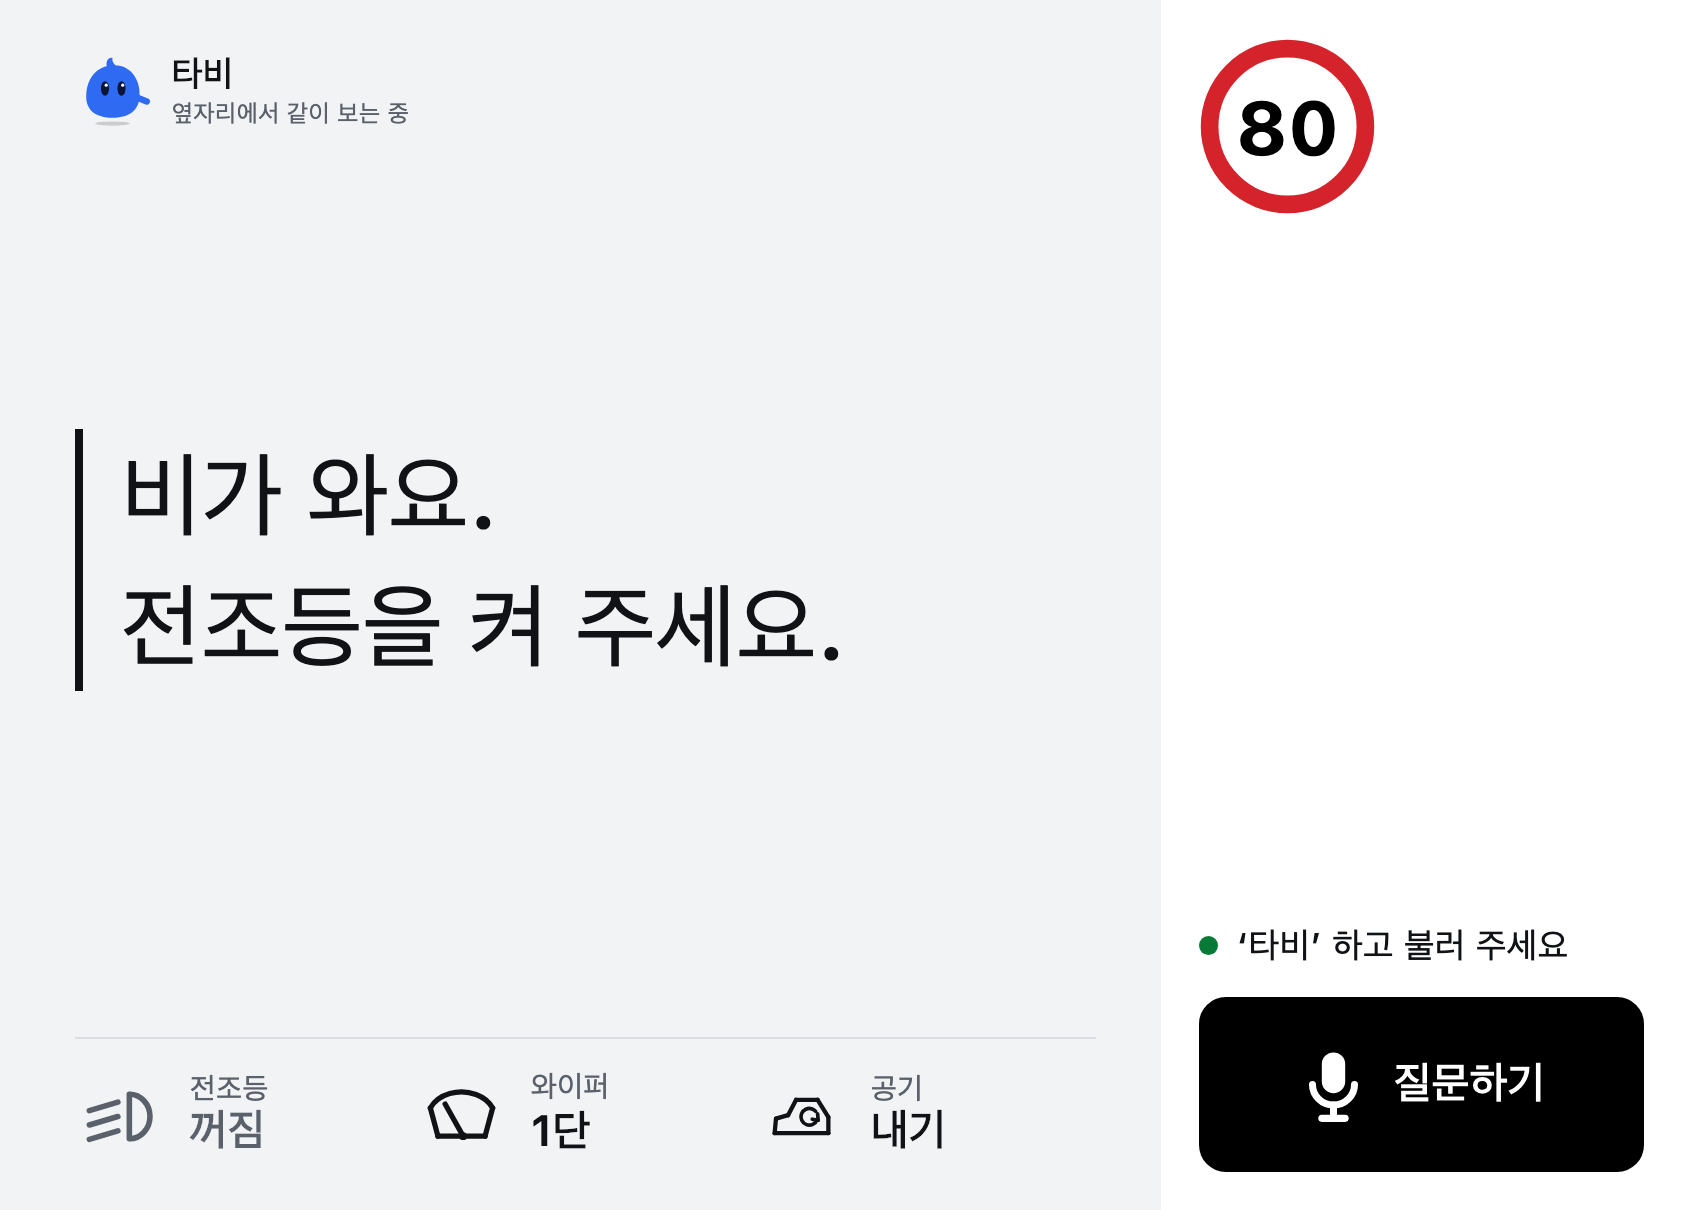 타비
옆자리에서 같이 보는 중
80
비가 와요.
전조등을 켜 주세요.
‘타비’ 하고 불러 주세요
질문하기
전조등
꺼짐
와이퍼
1단
공기
내기